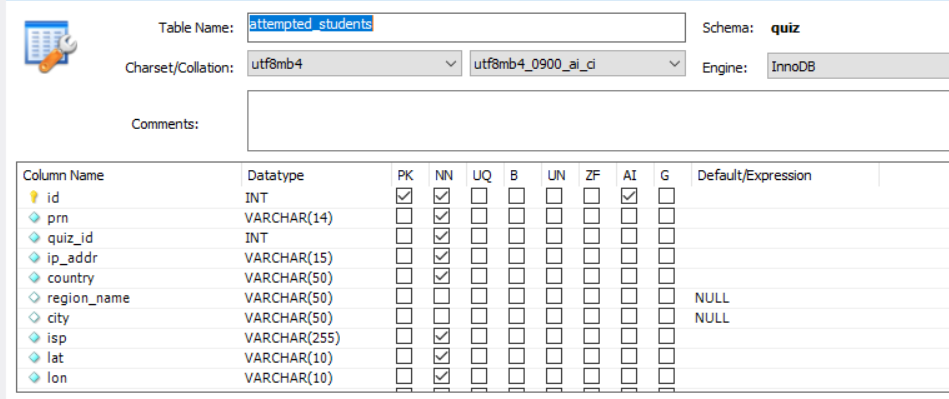 Table Name: attempted_students Schema: quiz
Charset/Collation: utf8mb4 utf8mb4_0900_ai_ci Engine: InnoDB
Comments:
Column Name Datatype PK NN UQ B UN ZF AI G Default/Expression
id INT
prn VARCHAR(14)
quiz_id INT
ip_addr VARCHAR(15)
country VARCHAR(50)
region_name VARCHAR(50) NULL
city VARCHAR(50) NULL
isp VARCHAR(255)
lat VARCHAR(10)
lon VARCHAR(10)